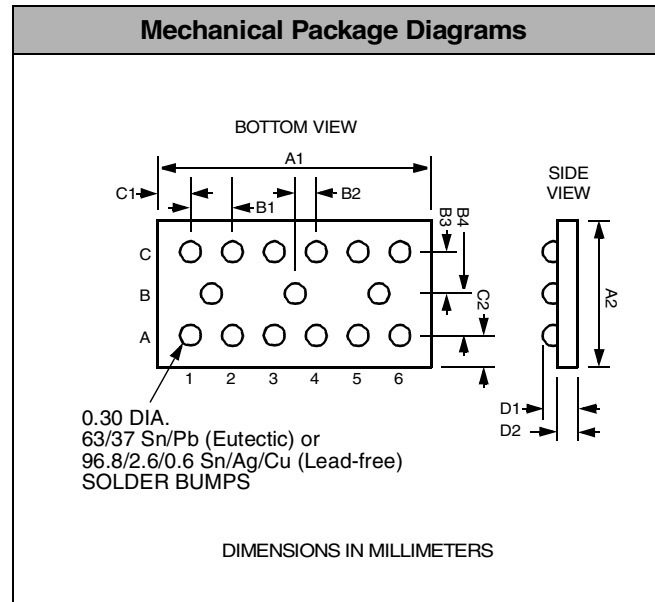 Mechanical Package Diagrams
BOTTOM VIEW
A1
SIDE
VIEW
C1
B1
B2
B3
B4
C
B
A
C2
A2
1 2 3 4 5 6
D1
D2
0.30 DIA.
63/37 Sn/Pb (Eutectic) or
96.8/2.6/0.6 Sn/Ag/Cu (Lead-free)
SOLDER BUMPS
DIMENSIONS IN MILLIMETERS